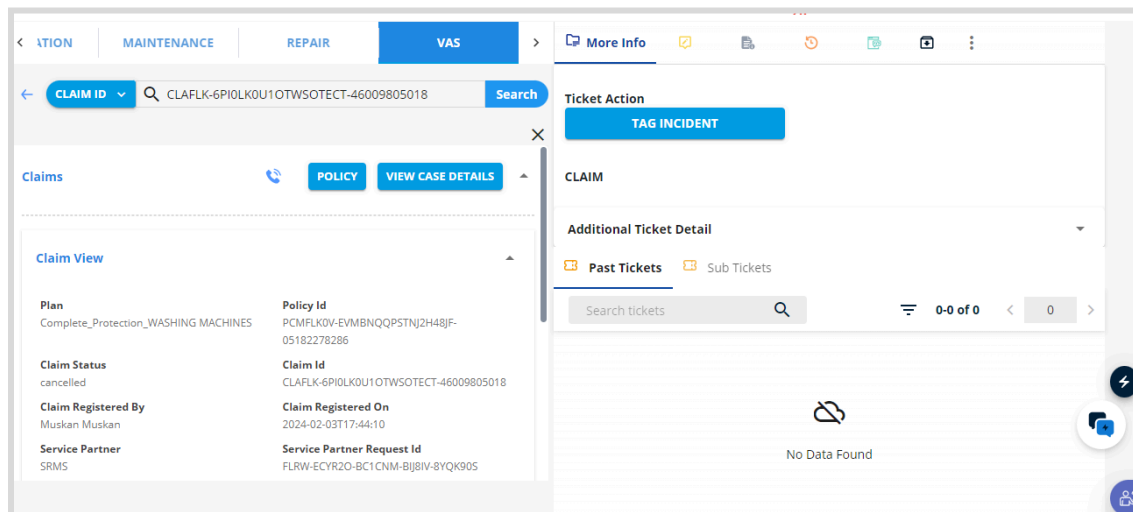 ATION MAINTENANCE REPAIR VAS
CLAIM ID CLAFLK-6PI0LK0U1OTWSOTECT-46009805018 Search
Claims POLICY VIEW CASE DETAILS
Claim View
Plan
Complete_Protection_WASHING MACHINES
Policy Id
PCMFLK0V-EVMBNQQPSTNJ2H48JF-
05182278286
Claim Status
cancelled
Claim Id
CLAFLK-6PI0LK0U1OTWSOTECT-46009805018
Claim Registered By
Muskan Muskan
Claim Registered On
2024-02-03T17:44:10
Service Partner
SRMS
Service Partner Request Id
FLRW-ECYR2O-BC1CNM-BIJ8IV-8YQK90S
More Info
Ticket Action
TAG INCIDENT
CLAIM
Additional Ticket Detail
Past Tickets Sub Tickets
Search tickets 0-0 of 0 0
No Data Found